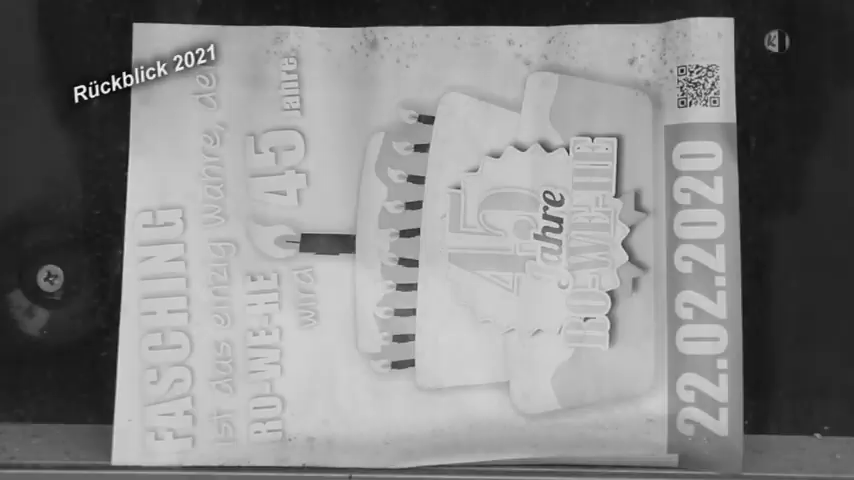 Rückblick 2021
FASCHING
ist das einzig Wahre, de
RO-WE-HE
wird 45 Jahre.
45
Jahre
RO-WE-HE
22.02.2020